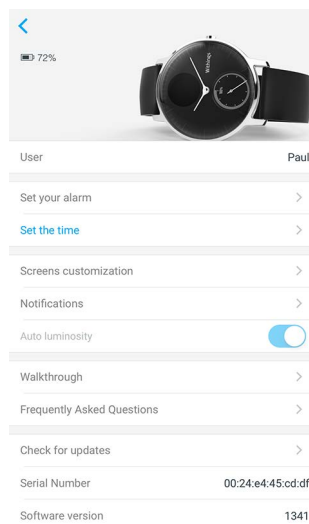 72%
Withings
User Paul
Set your alarm
Set the time
Screens customization
Notifications
Auto luminosity
Walkthrough
Frequently Asked Questions
Check for updates
Serial Number 00:24:e4:45:cd:df
Software version 1341